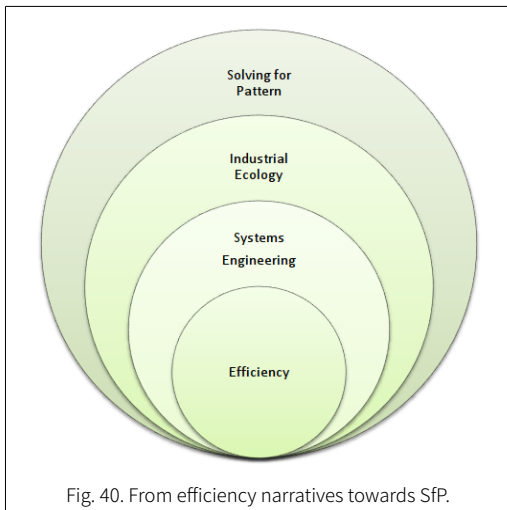 Solving for
Pattern
Industrial
Ecology
Systems
Engineering
Efficiency
Fig. 40. From efficiency narratives towards SfP.